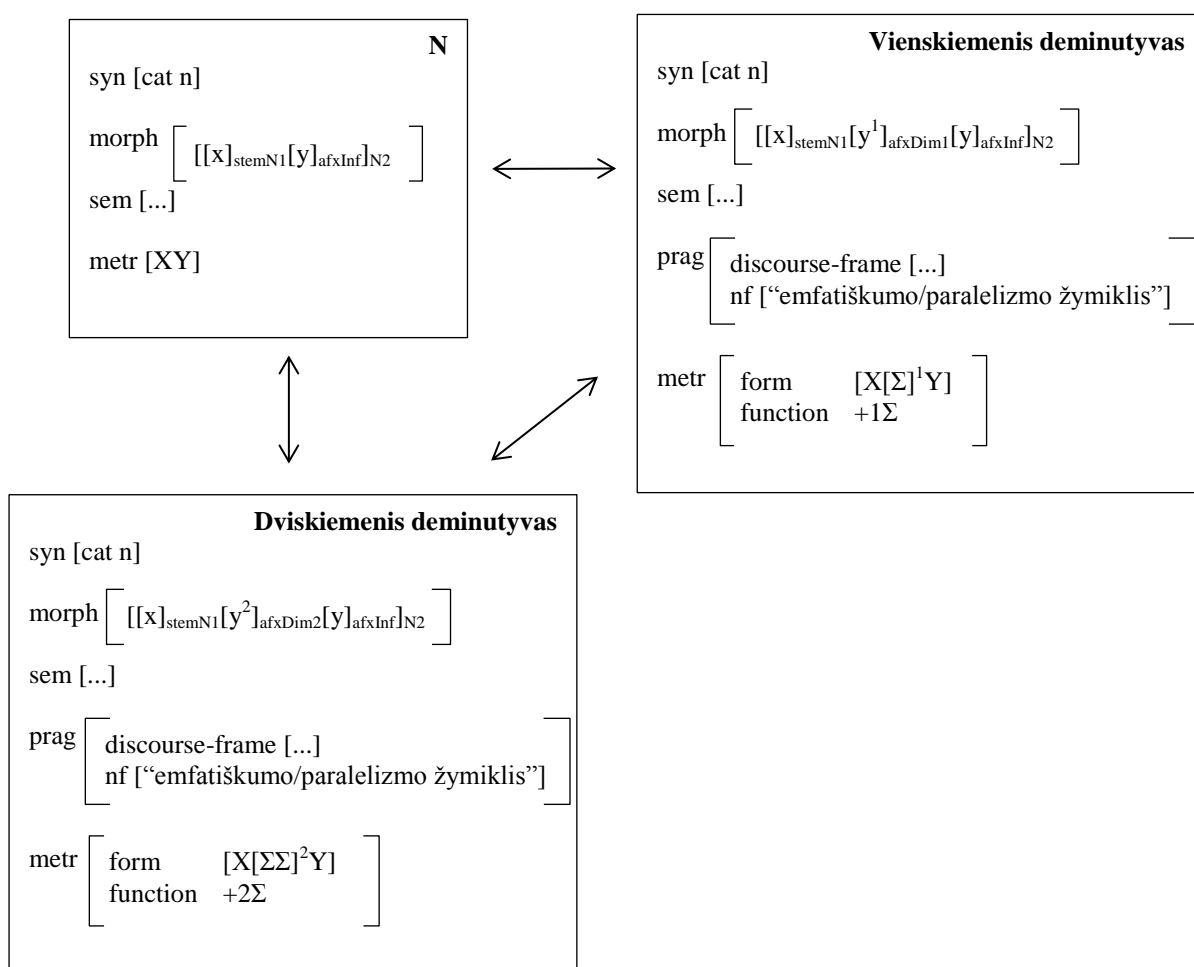 N
syn [cat n]
morph [[x]stemN1[y]afxInf]N2
sem [...]
metr [XY]
Vienskiemenis deminutyvas
syn [cat n]
morph [[x]stemN1[y¹]afxDim1[y]afxInf]N2
sem [...]
prag discourse-frame [...]
nf [“emfatiškumo/paralelizmo žymiklis”]
metr form [X[Σ]¹Y]
function +1Σ
Dviskiemenis deminutyvas
syn [cat n]
morph [[x]stemN1[y²]afxDim2[y]afxInf]N2
sem [...]
prag discourse-frame [...]
nf [“emfatiškumo/paralelizmo žymiklis”]
metr form [X[ΣΣ]²Y]
function +2Σ